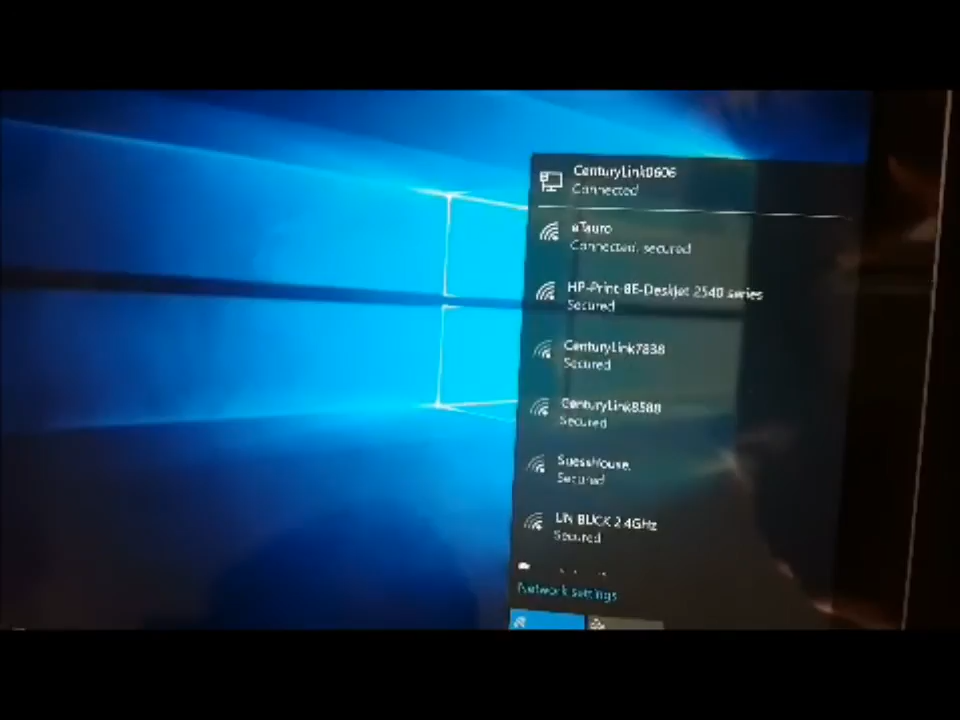 CenturyLink0606
Connected
aTauro
Connected, secured
HP-Print-8E-Deskjet 2540 series
Secured
CenturyLink7838
Secured
CenturyLink8588
Secured
SuessHouse
Secured
UN BUCK 2.4GHz
Secured
Network settings